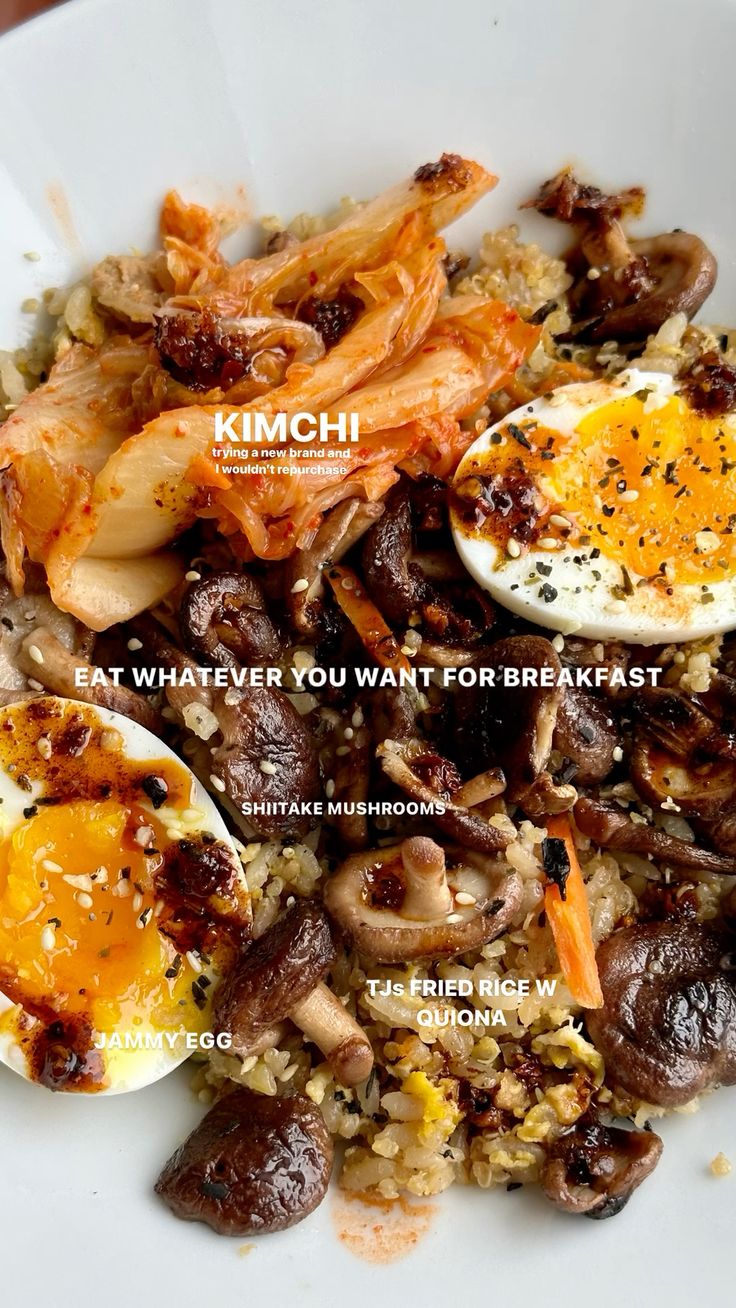 KIMCHI
trying a new brand and
I wouldn't repurchase
EAT WHATEVER YOU WANT FOR BREAKFAST
SHIITAKE MUSHROOMS
TJs FRIED RICE W
QUIONA
JAMMY EGG